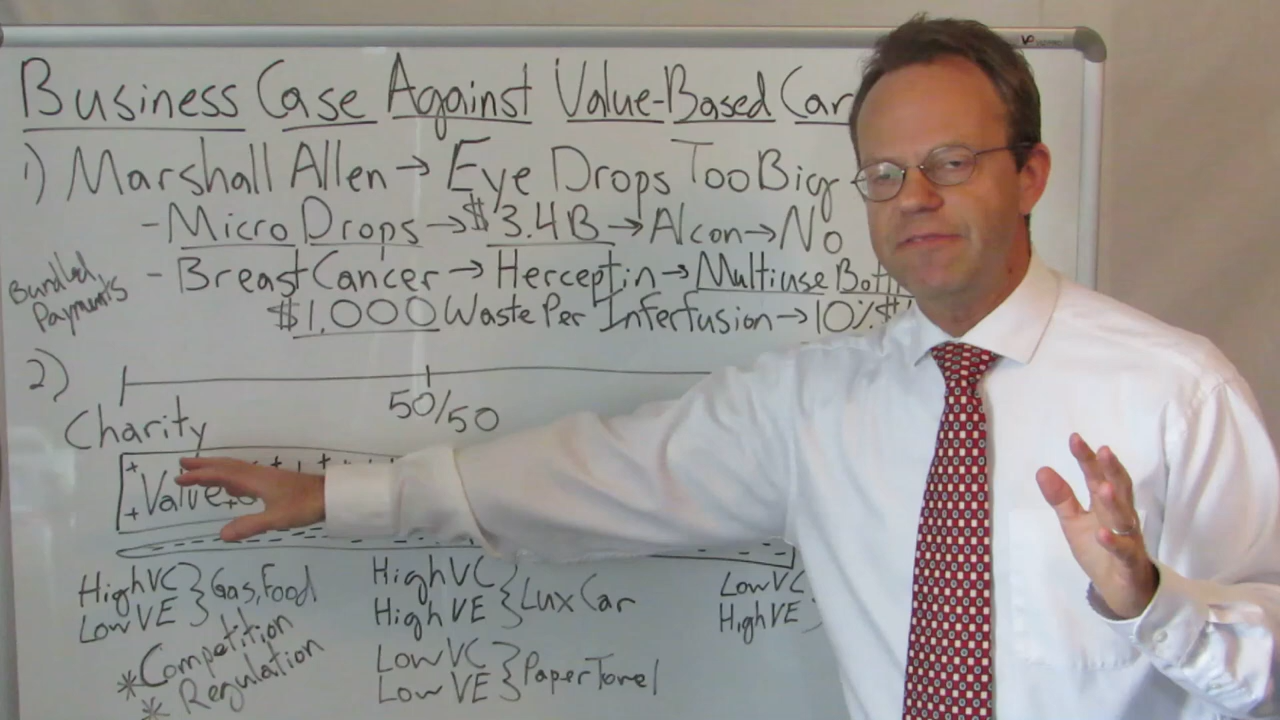 Business Case Against Value-Based Car
1) Marshall Allen → Eye Drops Too Big
- Micro Drops → $3.4B → Alcon → No
Bundled
Payments
- Breast Cancer → Herceptin → Multiuse Bott
$1,000 Waste Per Inferfusion → 10% $
2)
50/50
Charity
+ Value
High VC } Gas, Food
Low VE
High VC } Lux Car
High VE
Low VC
High VE
* Competition
* Regulation
Low VC } Paper Towel
Low VE